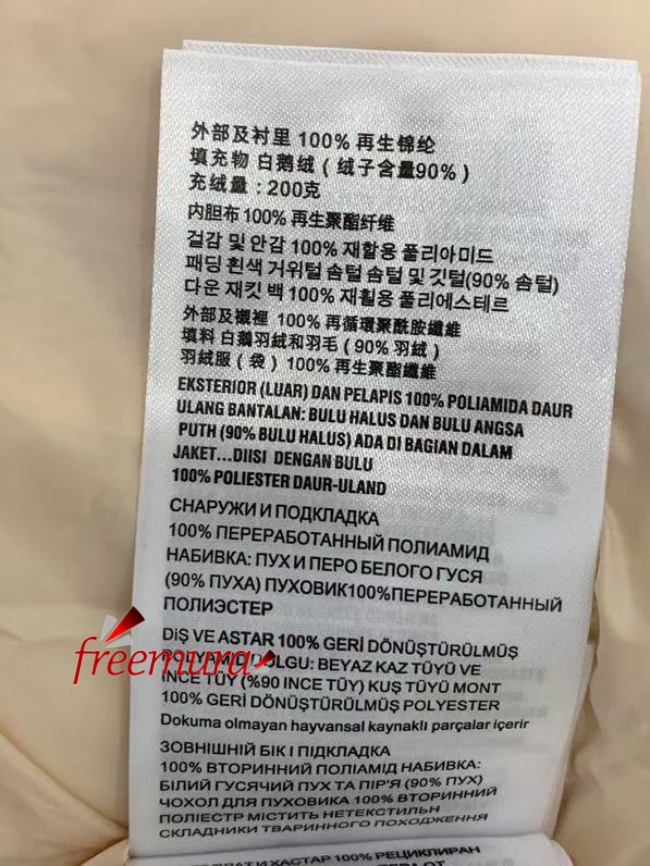 外部及衬里 100% 再生锦纶
填充物 白鹅绒（绒子含量90%）
充绒量：200克
内胆布 100% 再生聚酯纤维
겉감 및 안감 100% 재활용 폴리아미드
패딩 흰색 거위털 솜털 솜털 및 깃털(90% 솜털)
다운 재킷 백 100% 재활용 폴리에스테르
外部及襯裡 100% 再循環聚酰胺纖維
填料 白鵝羽絨和羽毛（90% 羽絨）
羽絨服（袋）100% 再生聚酯纖維
EKSTERIOR (LUAR) DAN PELAPIS 100% POLIAMIDA DAUR
ULANG BANTALAN: BULU HALUS DAN BULU ANGSA
PUTH (90% BULU HALUS) ADA DI BAGIAN DALAM
JAKET...DIISI DENGAN BULU
100% POLIESTER DAUR-ULAND
СНАРУЖИ И ПОДКЛАДКА
100% ПЕРЕРАБОТАННЫЙ ПОЛИАМИД
НАБИВКА: ПУХ И ПЕРО БЕЛОГО ГУСЯ
(90% ПУХА) ПУХОВИК100%ПЕРЕРАБОТАННЫЙ
ПОЛИЭСТЕР
DİŞ VE ASTAR 100% GERİ DÖNÜŞTÜRÜLMÜŞ
freemura
BEYAZ KAZ TÜYÜ VE
INCE TÜY (%90 INCE TÜY) KUŞ TÜYÜ MONT
100% GERİ DÖNÜŞTÜRÜLMÜŞ POLYESTER
Dokuma olmayan hayvansal kaynaklı parçalar içerir
ЗОВНІШНІЙ БІК І ПІДКЛАДКА
100% ВТОРИННИЙ ПОЛІАМІД НАБИВКА:
БІЛИЙ ГУСЯЧИЙ ПУХ ТА ПІР'Я (90% ПУХ)
ЧОХОЛ ДЛЯ ПУХОВИКА 100% ВТОРИННИЙ
ПОЛІЕСТР МІСТИТЬ НЕТЕКСТИЛЬН
СКЛАДНИКИ ТВАРИННОГО ПОХОДЖЕННЯ
И ХАСТАР 100% РЕЦИКЛИРАН